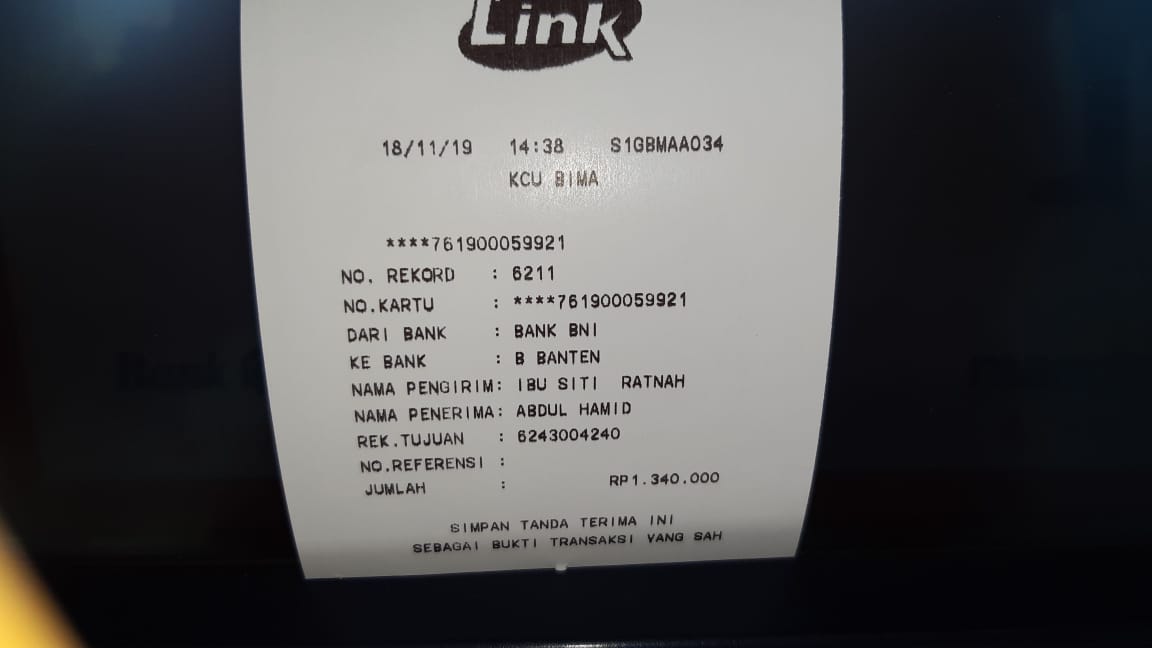 Link
18/11/19 14:38 S1GBMAA034
KCU BIMA
****761900059921
NO. REKORD : 6211
NO.KARTU : ****761900059921
DARI BANK : BANK BNI
KE BANK : B BANTEN
NAMA PENGIRIM: IBU SITI RATNAH
NAMA PENERIMA: ABDUL HAMID
REK.TUJUAN : 6243004240
NO.REFERENSI :
JUMLAH : RP1.340.000
SIMPAN TANDA TERIMA INI
SEBAGAI BUKTI TRANSAKSI YANG SAH